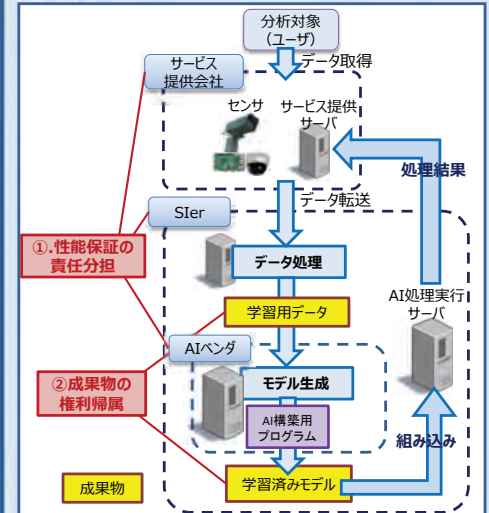 分析対象
（ユーザ）
データ取得
サービス
提供会社
センサ
サービス提供
サーバ
処理結果
データ転送
SIer
①.性能保証の
責任分担
データ処理
AI処理実行
サーバ
学習用データ
AIベンダ
モデル生成
②成果物の
権利帰属
AI構築用
プログラム
組み込み
成果物
学習済みモデル